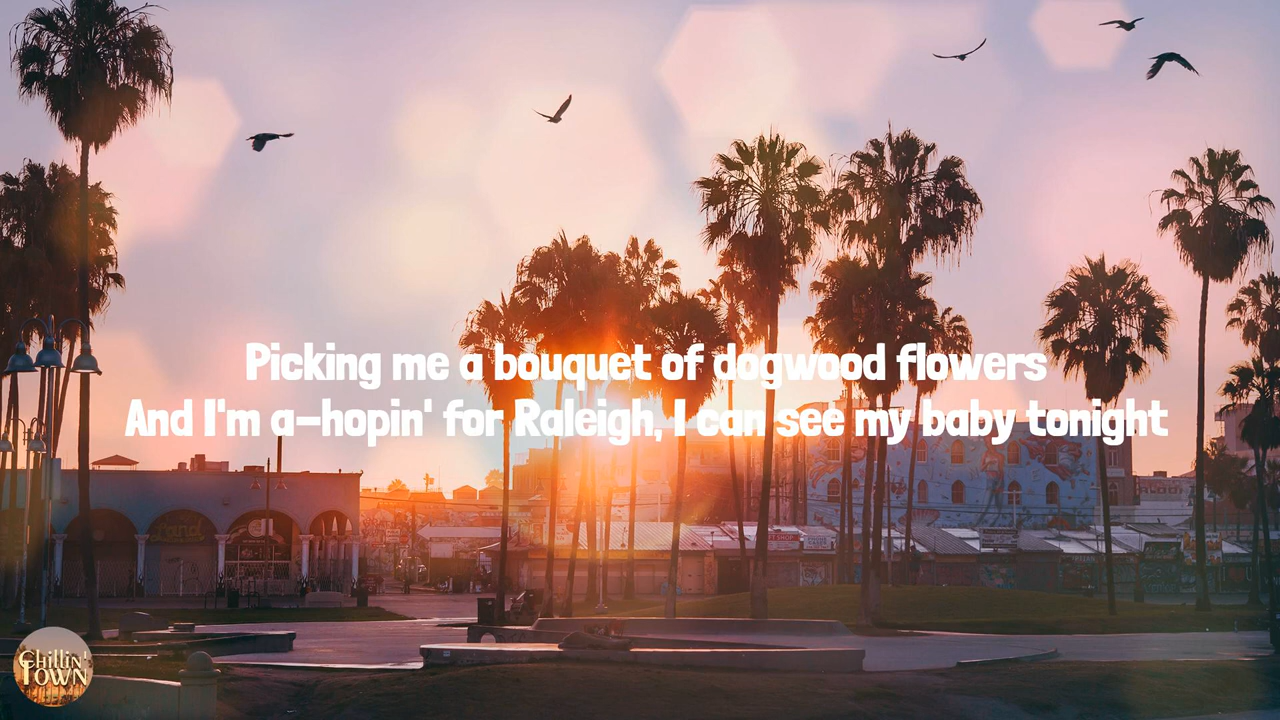 Picking me a bouquet of dogwood flowers
And I'm a-hopin' for Raleigh, I can see my baby tonight
Chillin'
TOWN